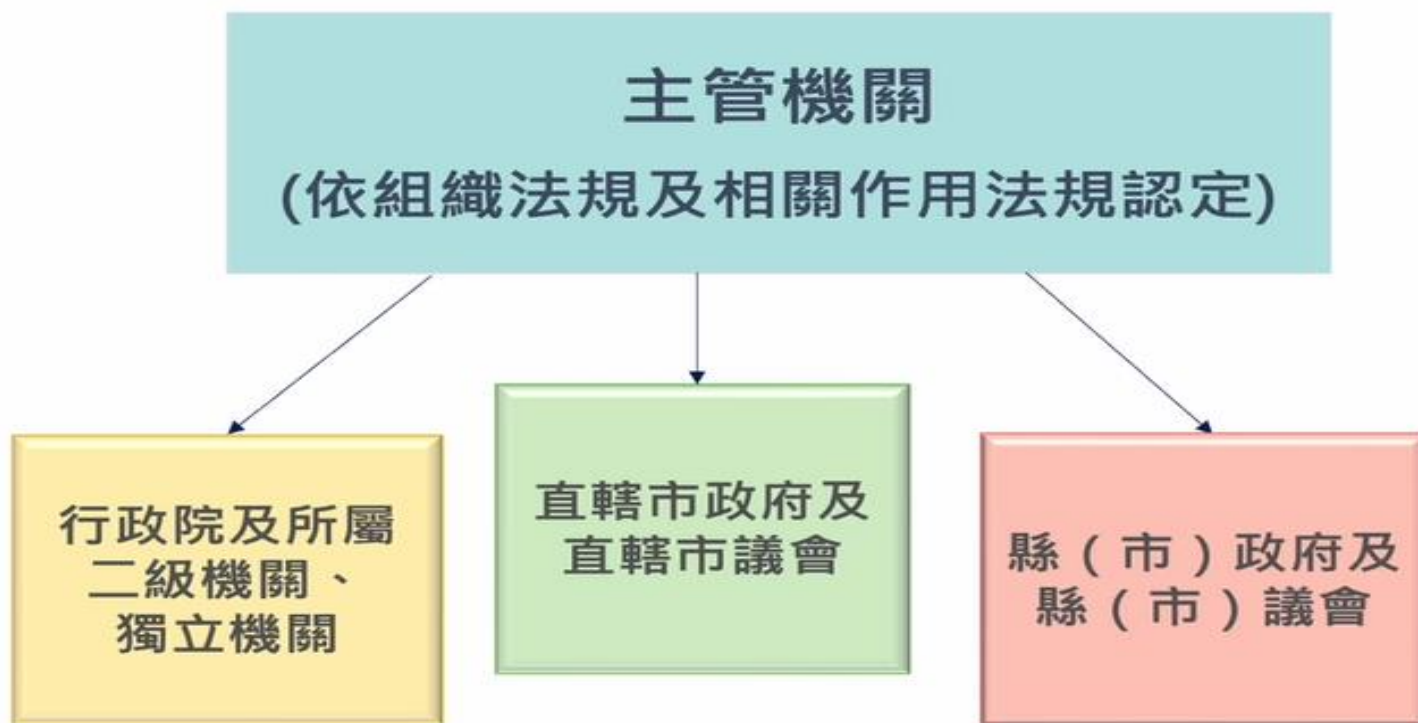 主管機關
(依組織法規及相關作用法規認定)
行政院及所屬
二級機關、
獨立機關
直轄市政府及
直轄市議會
縣（市）政府及
縣（市）議會